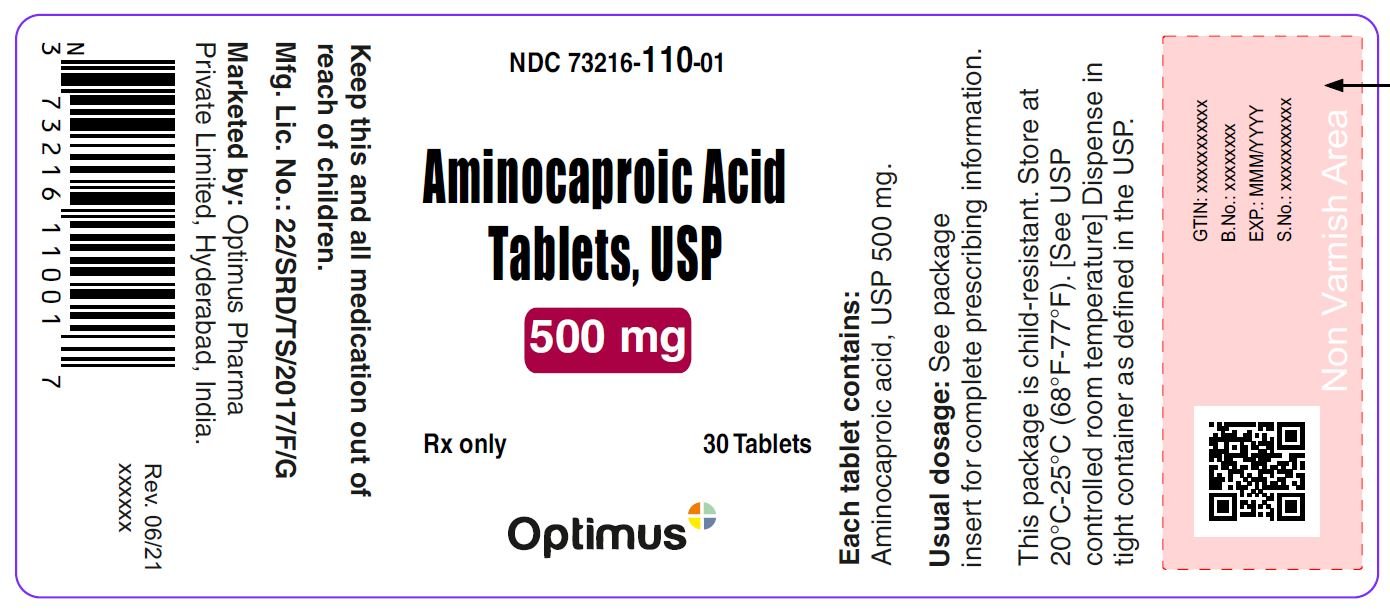 N
3 73216 11001 7
Rev. 06/21
xxxxxx
Marketed by: Optimus Pharma
Private Limited, Hyderabad, India.
Mfg. Lic. No.: 22/SRD/TS/2017/F/G
Keep this and all medication out of
reach of children.
NDC 73216-110-01
Aminocaproic Acid
Tablets, USP
500 mg
Rx only
30 Tablets
Optimus
Each tablet contains:
Aminocaproic acid, USP 500 mg.
Usual dosage: See package
insert for complete prescribing information.
This package is child-resistant. Store at
20°C-25°C (68°F-77°F). [See USP
controlled room temperature] Dispense in
tight container as defined in the USP.
GTIN: xxxxxxxxxxxxxx
B.No.: xxxxxxxxx
EXP.: MMM/YYYY
S.No.: xxxxxxxxxxxxx
Non Varnish Area